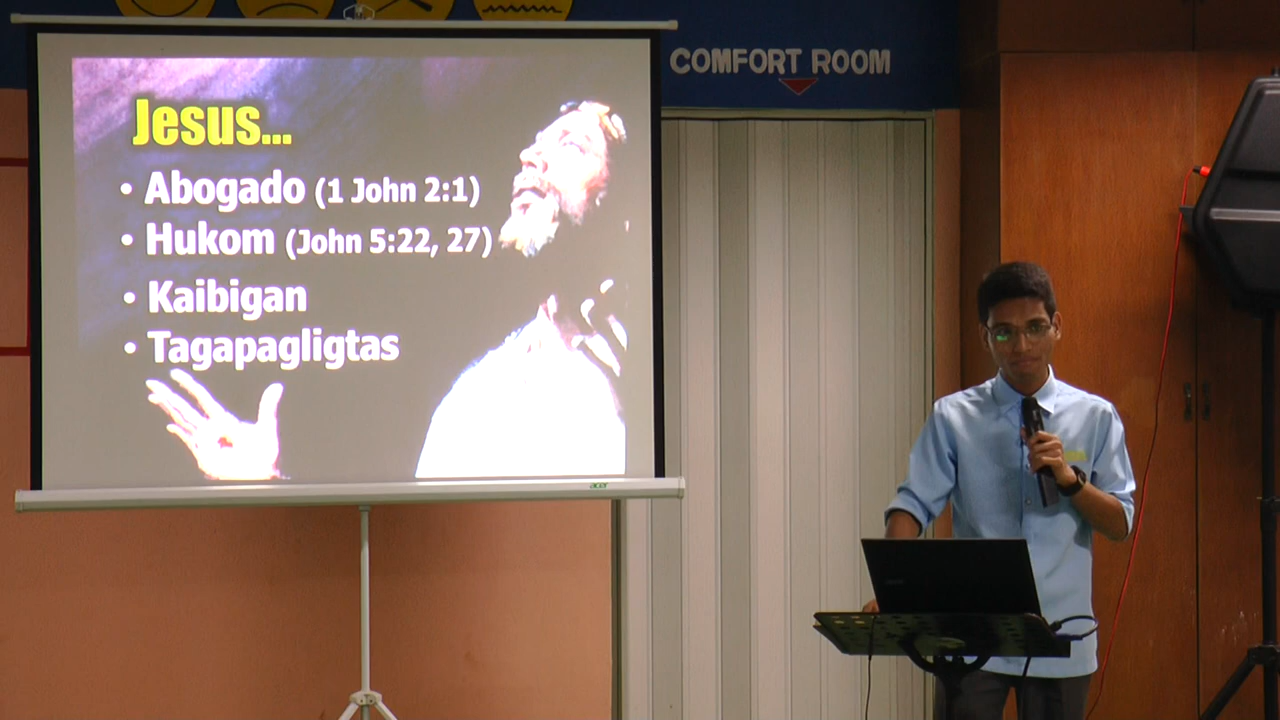 COMFORT ROOM
Jesus...
• Abogado (1 John 2:1)
• Hukom (John 5:22, 27)
• Kaibigan
• Tagapagligtas